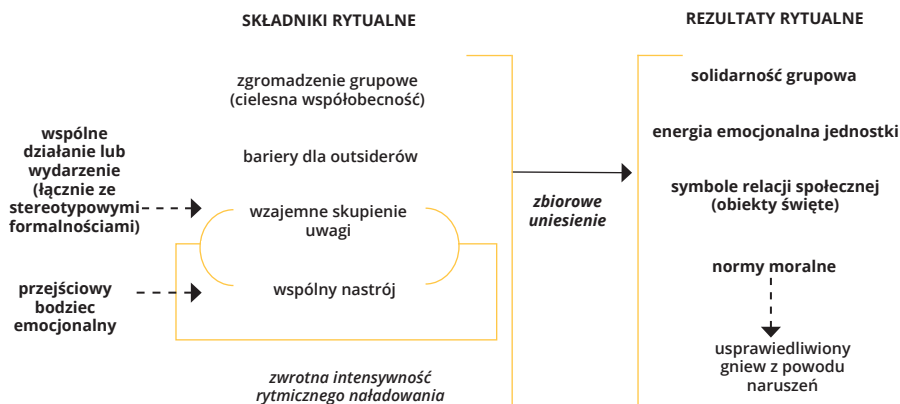 SKŁADNIKI RYTUALNE
REZULTATY RYTUALNE
zgromadzenie grupowe
(cielesna współobecność)
bariery dla outsiderów
wspólne
działanie lub
wydarzenie
(łącznie ze
stereotypowymi
formalnościami)
wzajemne skupienie
uwagi
przejściowy
bodziec
emocjonalny
wspólny nastrój
zwrotna intensywność
rytmicznego naładowania
zbiorowe
uniesienie
solidarność grupowa
energia emocjonalna jednostki
symbole relacji społecznej
(obiekty święte)
normy moralne
usprawiedliwiony
gniew z powodu
naruszeń